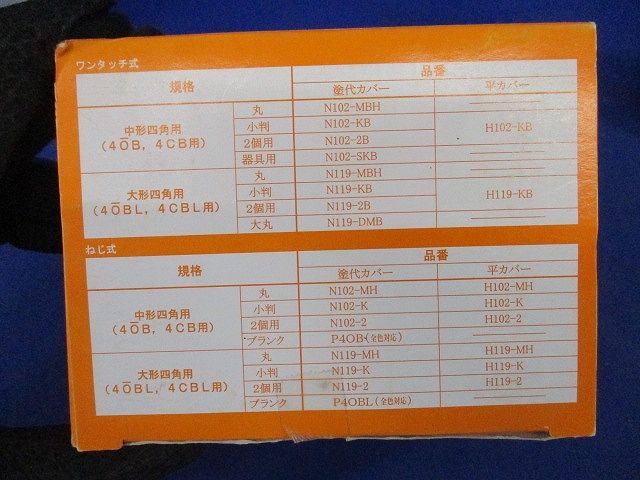 ワンタッチ式
規格 品番
塗代カバー 平カバー
中形四角用 (4O̅B, 4CB用) 丸 N102-MBH
小判 N102-KB H102-KB
2個用 N102-2B
器具用 N102-SKB
大形四角用 (4O̅BL, 4CBL用) 丸 N119-MBH
小判 N119-KB H119-KB
2個用 N119-2B
大丸 N119-DMB
ねじ式
規格 品番
塗代カバー 平カバー
中形四角用 (4O̅B, 4CB用) 丸 N102-MH H102-MH
小判 N102-K H102-K
2個用 N102-2 H102-2
ブランク P4OB(全色対応)
大形四角用 (4O̅BL, 4CBL用) 丸 N119-MH H119-MH
小判 N119-K H119-K
2個用 N119-2 H119-2
ブランク P4OBL(全色対応)